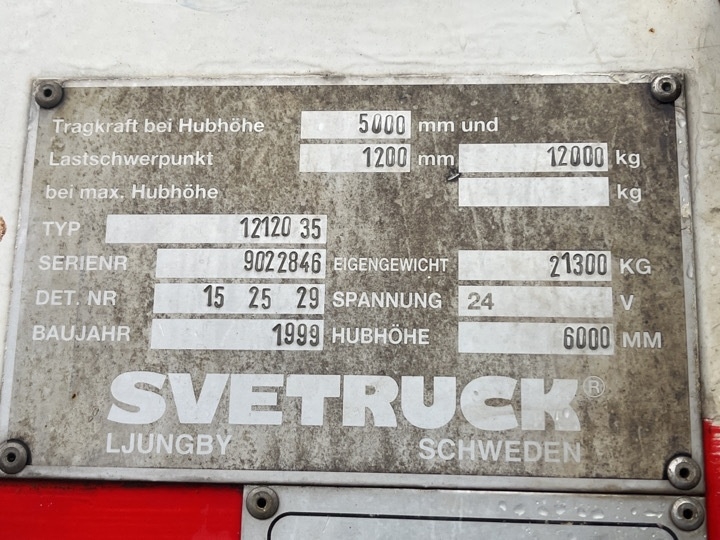 Tragkraft bei Hubhöhe 5000 mm und
Lastschwerpunkt 1200 mm 12000 kg
bei max. Hubhöhe kg
TYP 12120 35
SERIENR 9022846 EIGENGEWICHT 21300 KG
DET. NR 15 25 29 SPANNUNG 24 V
BAUJAHR 1999 HUBHÖHE 6000 MM
SVETRUCK®
LJUNGBY SCHWEDEN